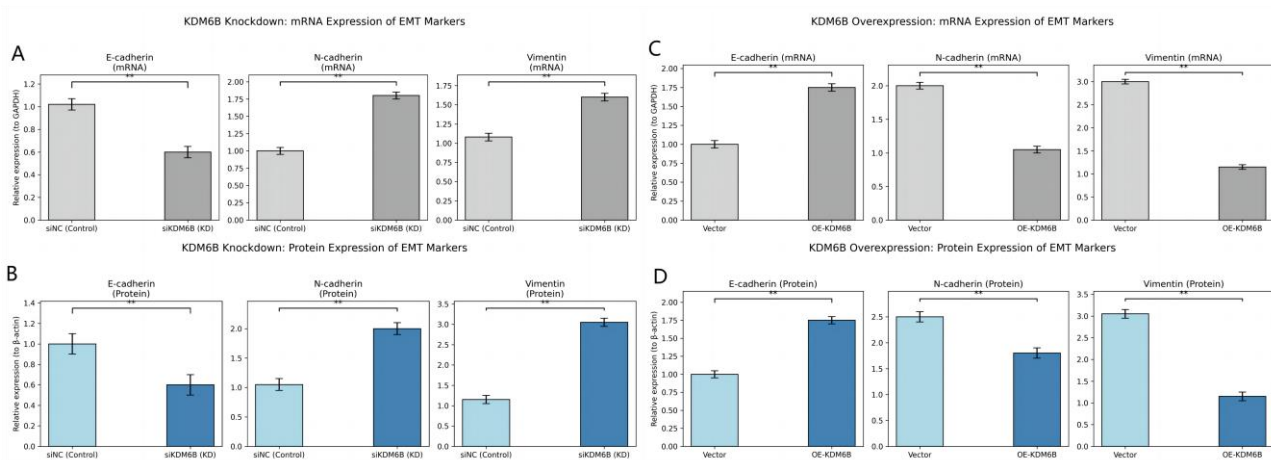 KDM6B Knockdown: mRNA Expression of EMT Markers
A
E-cadherin
(mRNA)
**
Relative expression (to GAPDH)
1.2
1.0
0.8
0.6
0.4
0.2
0.0
siNC (Control)
siKDM6B (KD)
N-cadherin
(mRNA)
**
2.00
1.75
1.50
1.25
1.00
0.75
0.50
0.25
0.00
siNC (Control)
siKDM6B (KD)
Vimentin
(mRNA)
**
1.75
1.50
1.25
1.00
0.75
0.50
0.25
0.00
siNC (Control)
siKDM6B (KD)
KDM6B Knockdown: Protein Expression of EMT Markers
B
E-cadherin
(Protein)
**
Relative expression (to β-actin)
1.4
1.2
1.0
0.8
0.6
0.4
0.2
0.0
siNC (Control)
siKDM6B (KD)
N-cadherin
(Protein)
**
2.0
1.5
1.0
0.5
0.0
siNC (Control)
siKDM6B (KD)
Vimentin
(Protein)
**
3.5
3.0
2.5
2.0
1.5
1.0
0.5
0.0
siNC (Control)
siKDM6B (KD)
KDM6B Overexpression: mRNA Expression of EMT Markers
C
E-cadherin (mRNA)
**
Relative expression (to GAPDH)
2.00
1.75
1.50
1.25
1.00
0.75
0.50
0.25
0.00
Vector
OE-KDM6B
N-cadherin (mRNA)
**
2.0
1.5
1.0
0.5
0.0
Vector
OE-KDM6B
Vimentin (mRNA)
**
3.0
2.5
2.0
1.5
1.0
0.5
0.0
Vector
OE-KDM6B
KDM6B Overexpression: Protein Expression of EMT Markers
D
E-cadherin (Protein)
**
Relative expression (to β-actin)
2.00
1.75
1.50
1.25
1.00
0.75
0.50
0.25
0.00
Vector
OE-KDM6B
N-cadherin (Protein)
**
2.5
2.0
1.5
1.0
0.5
0.0
Vector
OE-KDM6B
Vimentin (Protein)
**
3.5
3.0
2.5
2.0
1.5
1.0
0.5
0.0
Vector
OE-KDM6B